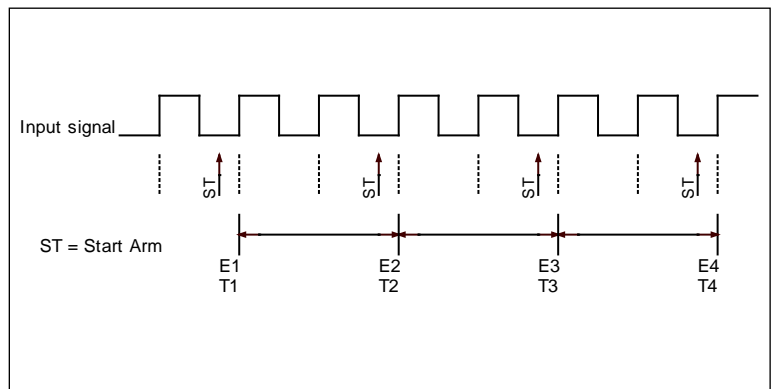 Input signal
ST ST ST ST
ST = Start Arm
E1 E2 E3 E4
T1 T2 T3 T4